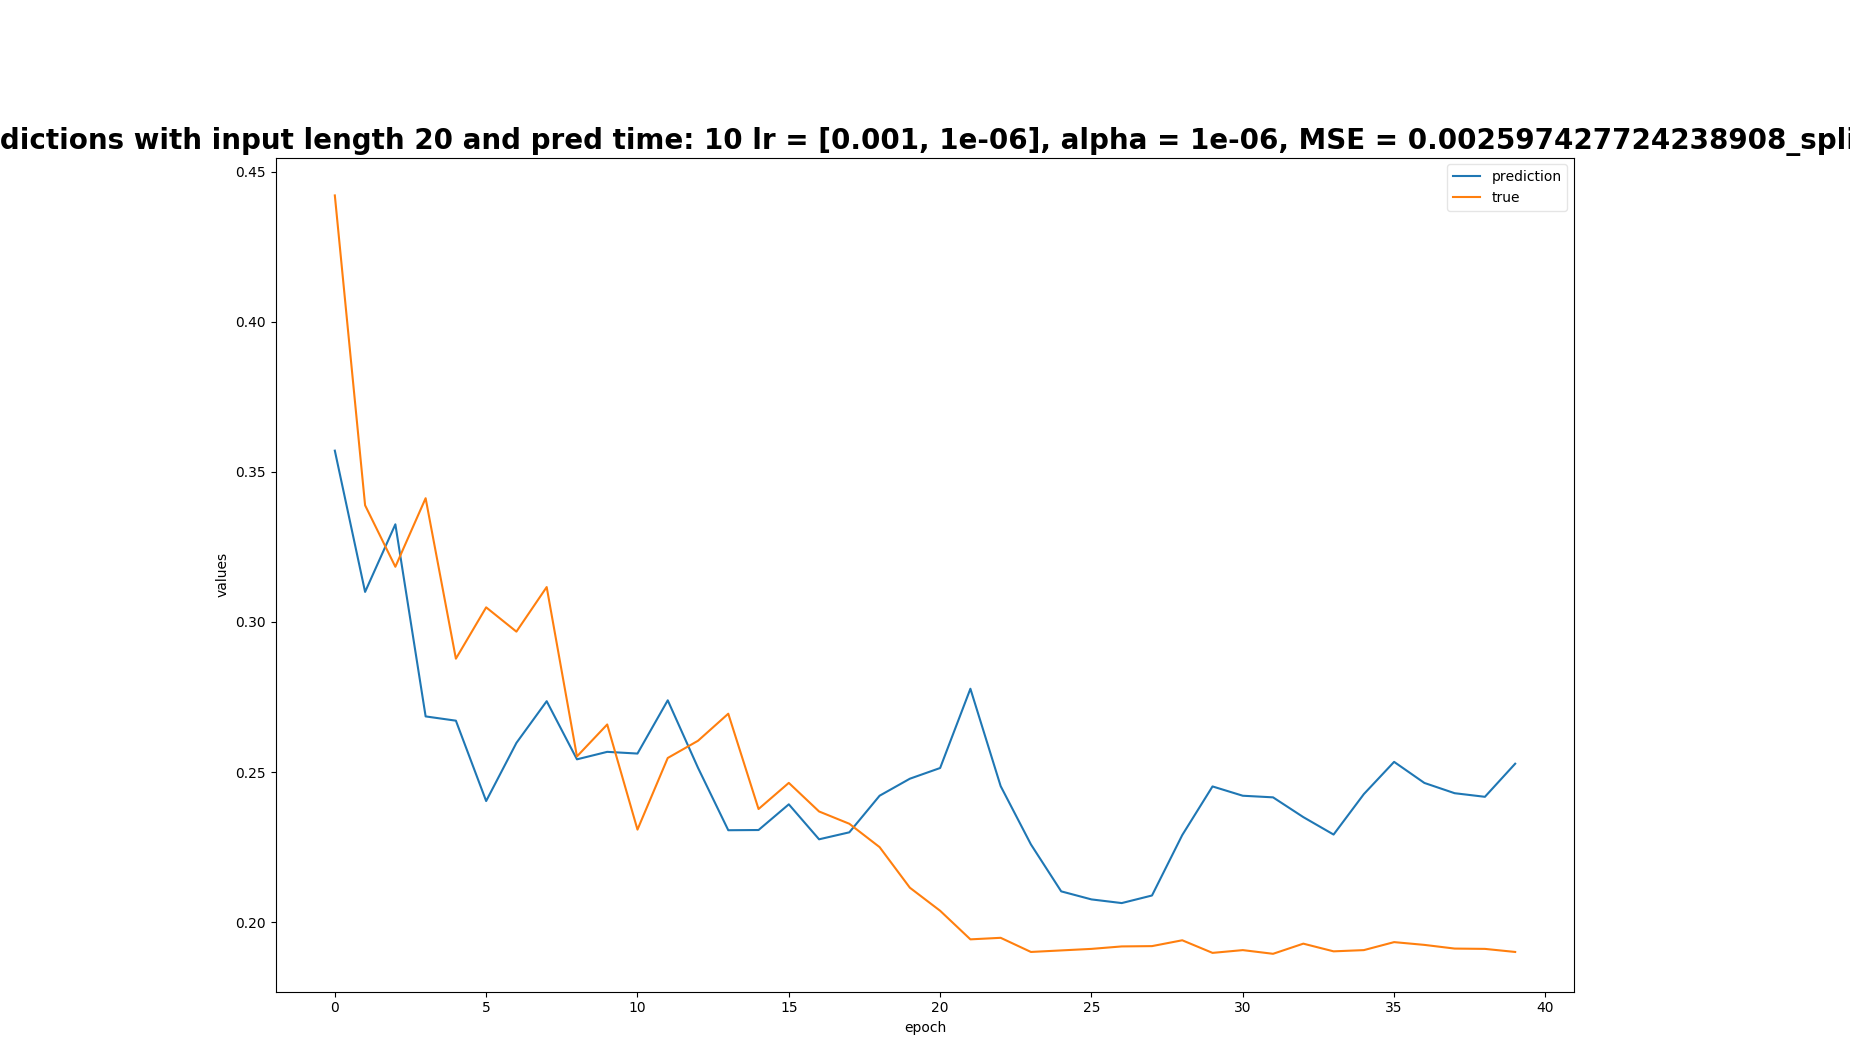 dictions with input length 20 and pred time: 10 lr = [0.001, 1e-06], alpha = 1e-06, MSE = 0.002597427724238908_spli
prediction
true
0.45
0.40
0.35
0.30
0.25
0.20
values
0 5 10 15 20 25 30 35 40
epoch